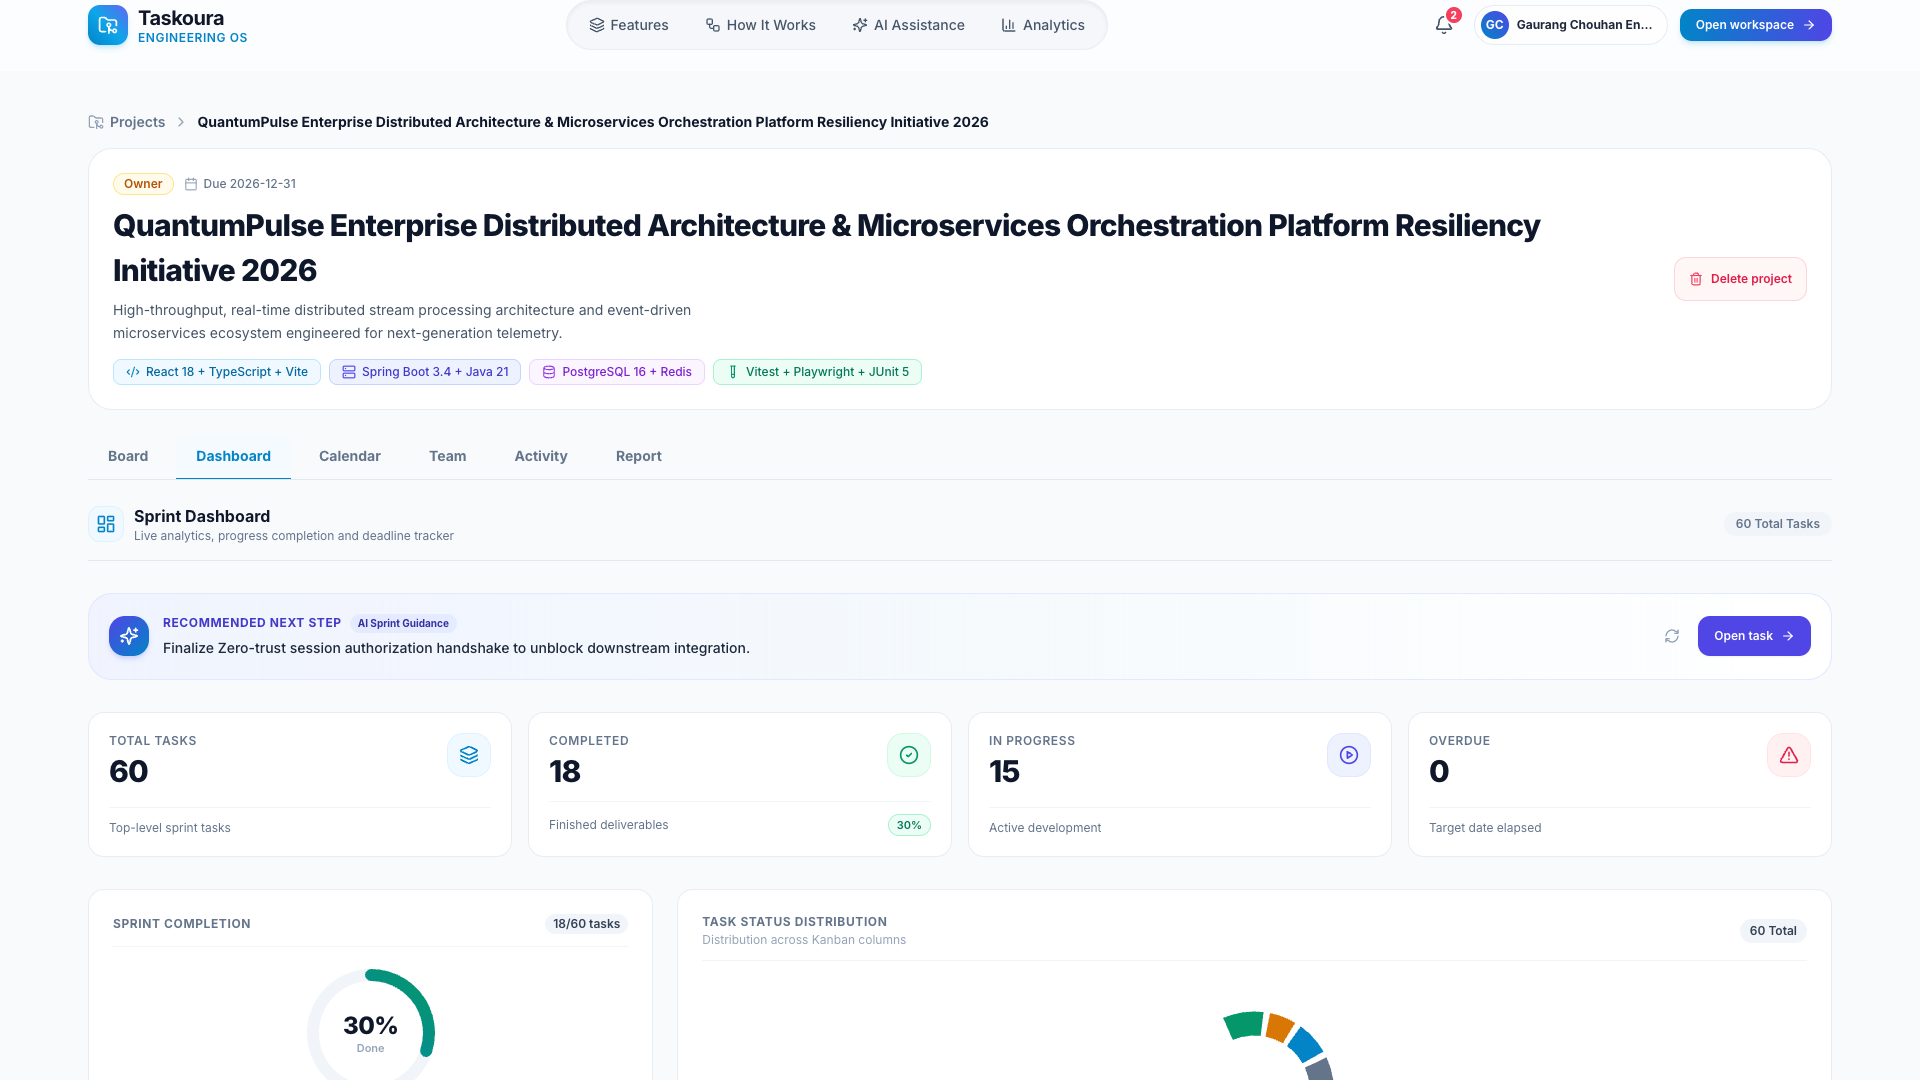 Taskoura
ENGINEERING OS
Features
How It Works
AI Assistance
Analytics
2
GC
Gaurang Chouhan En...
Open workspace
Projects
QuantumPulse Enterprise Distributed Architecture & Microservices Orchestration Platform Resiliency Initiative 2026
Owner
Due 2026-12-31
QuantumPulse Enterprise Distributed Architecture & Microservices Orchestration Platform Resiliency
Initiative 2026
Delete project
High-throughput, real-time distributed stream processing architecture and event-driven
microservices ecosystem engineered for next-generation telemetry.
React 18 + TypeScript + Vite
Spring Boot 3.4 + Java 21
PostgreSQL 16 + Redis
Vitest + Playwright + JUnit 5
Board
Dashboard
Calendar
Team
Activity
Report
Sprint Dashboard
Live analytics, progress completion and deadline tracker
60 Total Tasks
RECOMMENDED NEXT STEP
AI Sprint Guidance
Finalize Zero-trust session authorization handshake to unblock downstream integration.
Open task
TOTAL TASKS
60
Top-level sprint tasks
COMPLETED
18
Finished deliverables
30%
IN PROGRESS
15
Active development
OVERDUE
0
Target date elapsed
SPRINT COMPLETION
18/60 tasks
30%
Done
TASK STATUS DISTRIBUTION
Distribution across Kanban columns
60 Total